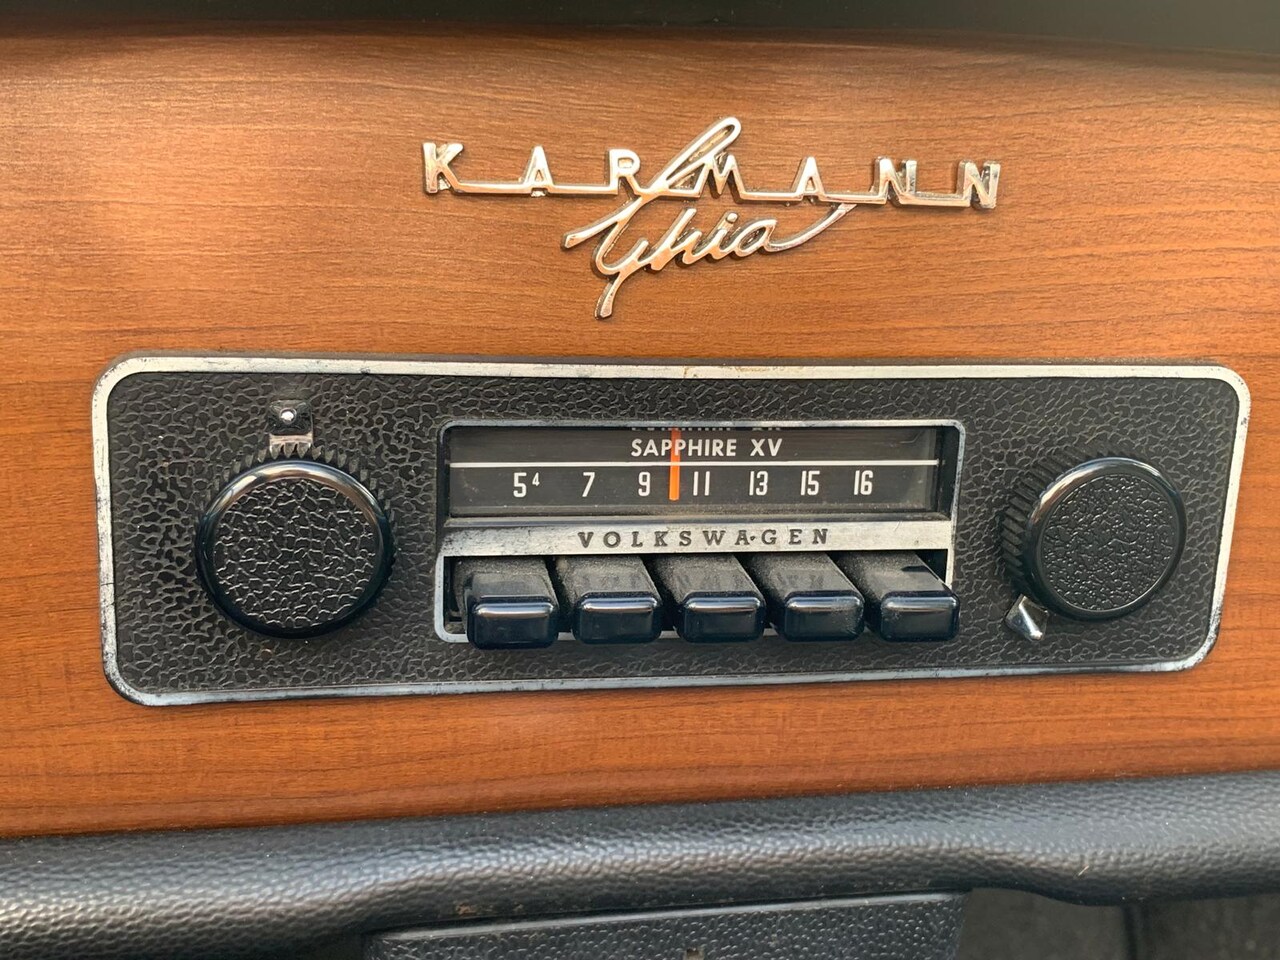 KARMANN
Ghia
SAPPHIRE XV
5⁴ 7 9 11 13 15 16
VOLKSWAGEN